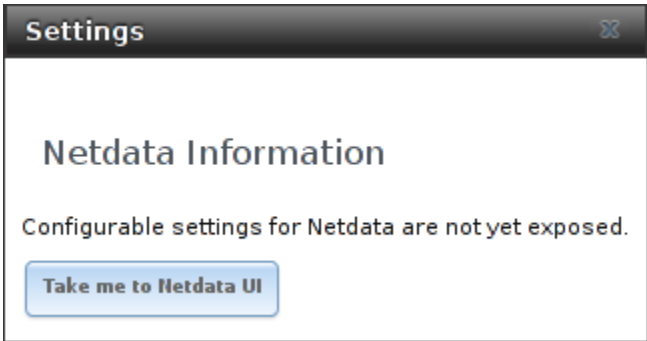 Settings
Netdata Information
Configurable settings for Netdata are not yet exposed.
Take me to Netdata UI